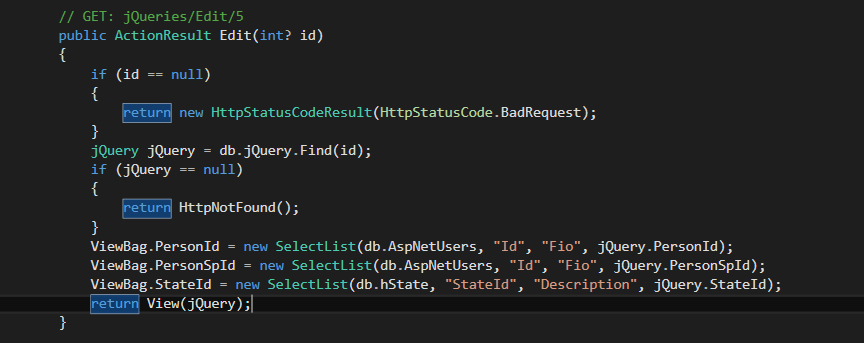 // GET: jQueries/Edit/5
public ActionResult Edit(int? id)
{
if (id == null)
{
return new HttpStatusCodeResult(HttpStatusCode.BadRequest);
}
jQuery jQuery = db.jQuery.Find(id);
if (jQuery == null)
{
return HttpNotFound();
}
ViewBag.PersonId = new SelectList(db.AspNetUsers, "Id", "Fio", jQuery.PersonId);
ViewBag.PersonSpId = new SelectList(db.AspNetUsers, "Id", "Fio", jQuery.PersonSpId);
ViewBag.StateId = new SelectList(db.hState, "StateId", "Description", jQuery.StateId);
return View(jQuery);
}